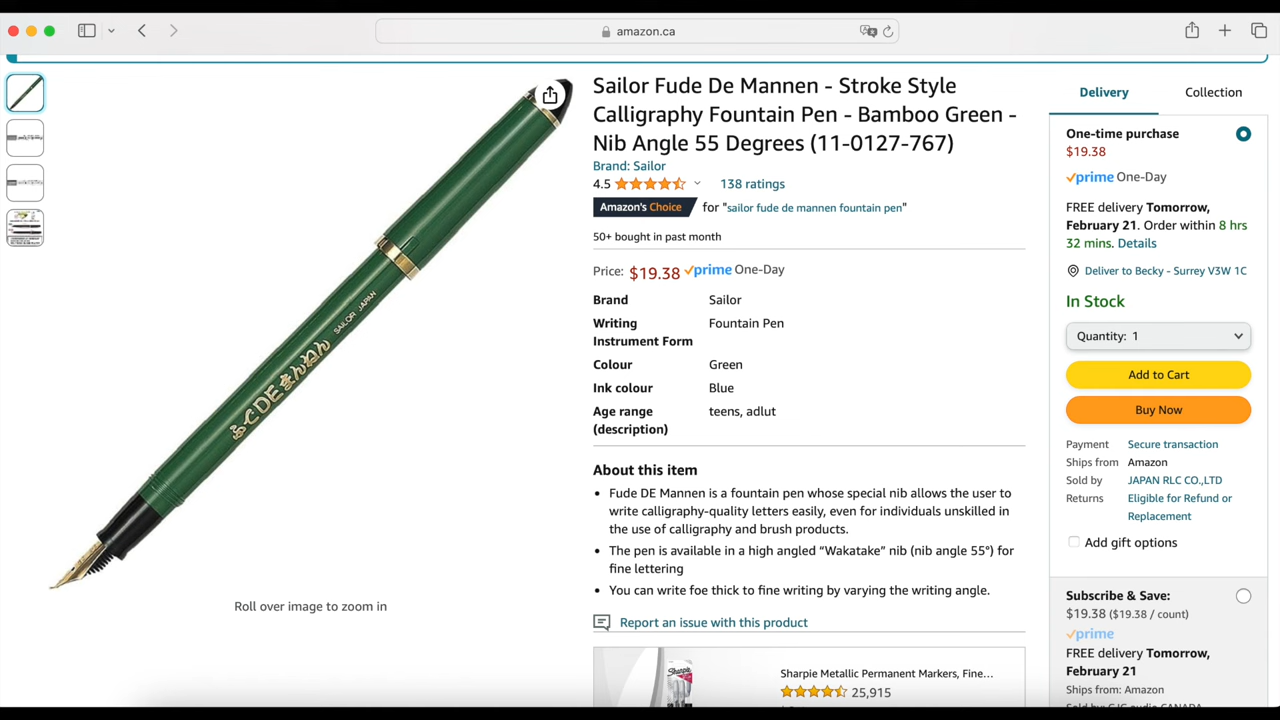 amazon.ca
SAILOR JAPAN
ふでDEまんねん
Roll over image to zoom in
Sailor Fude De Mannen - Stroke Style
Calligraphy Fountain Pen - Bamboo Green -
Nib Angle 55 Degrees (11-0127-767)
Brand: Sailor
4.5 138 ratings
Amazon's Choice for "sailor fude de mannen fountain pen"
50+ bought in past month
Price: $19.38 prime One-Day
Brand Sailor
Writing Fountain Pen
Instrument Form
Colour Green
Ink colour Blue
Age range teens, adlut
(description)
About this item
• Fude DE Mannen is a fountain pen whose special nib allows the user to
write calligraphy-quality letters easily, even for individuals unskilled in
the use of calligraphy and brush products.
• The pen is available in a high angled “Wakatake” nib (nib angle 55°) for
fine lettering
• You can write foe thick to fine writing by varying the writing angle.
Report an issue with this product
Sharpie Metallic Permanent Markers, Fine...
25,915
Delivery Collection
One-time purchase
$19.38
prime One-Day
FREE delivery Tomorrow,
February 21. Order within 8 hrs
32 mins. Details
Deliver to Becky - Surrey V3W 1C
In Stock
Quantity: 1
Add to Cart
Buy Now
Payment Secure transaction
Ships from Amazon
Sold by JAPAN RLC CO.,LTD
Returns Eligible for Refund or
Replacement
Add gift options
Subscribe & Save:
$19.38 ($19.38 / count)
prime
FREE delivery Tomorrow,
February 21
Ships from: Amazon